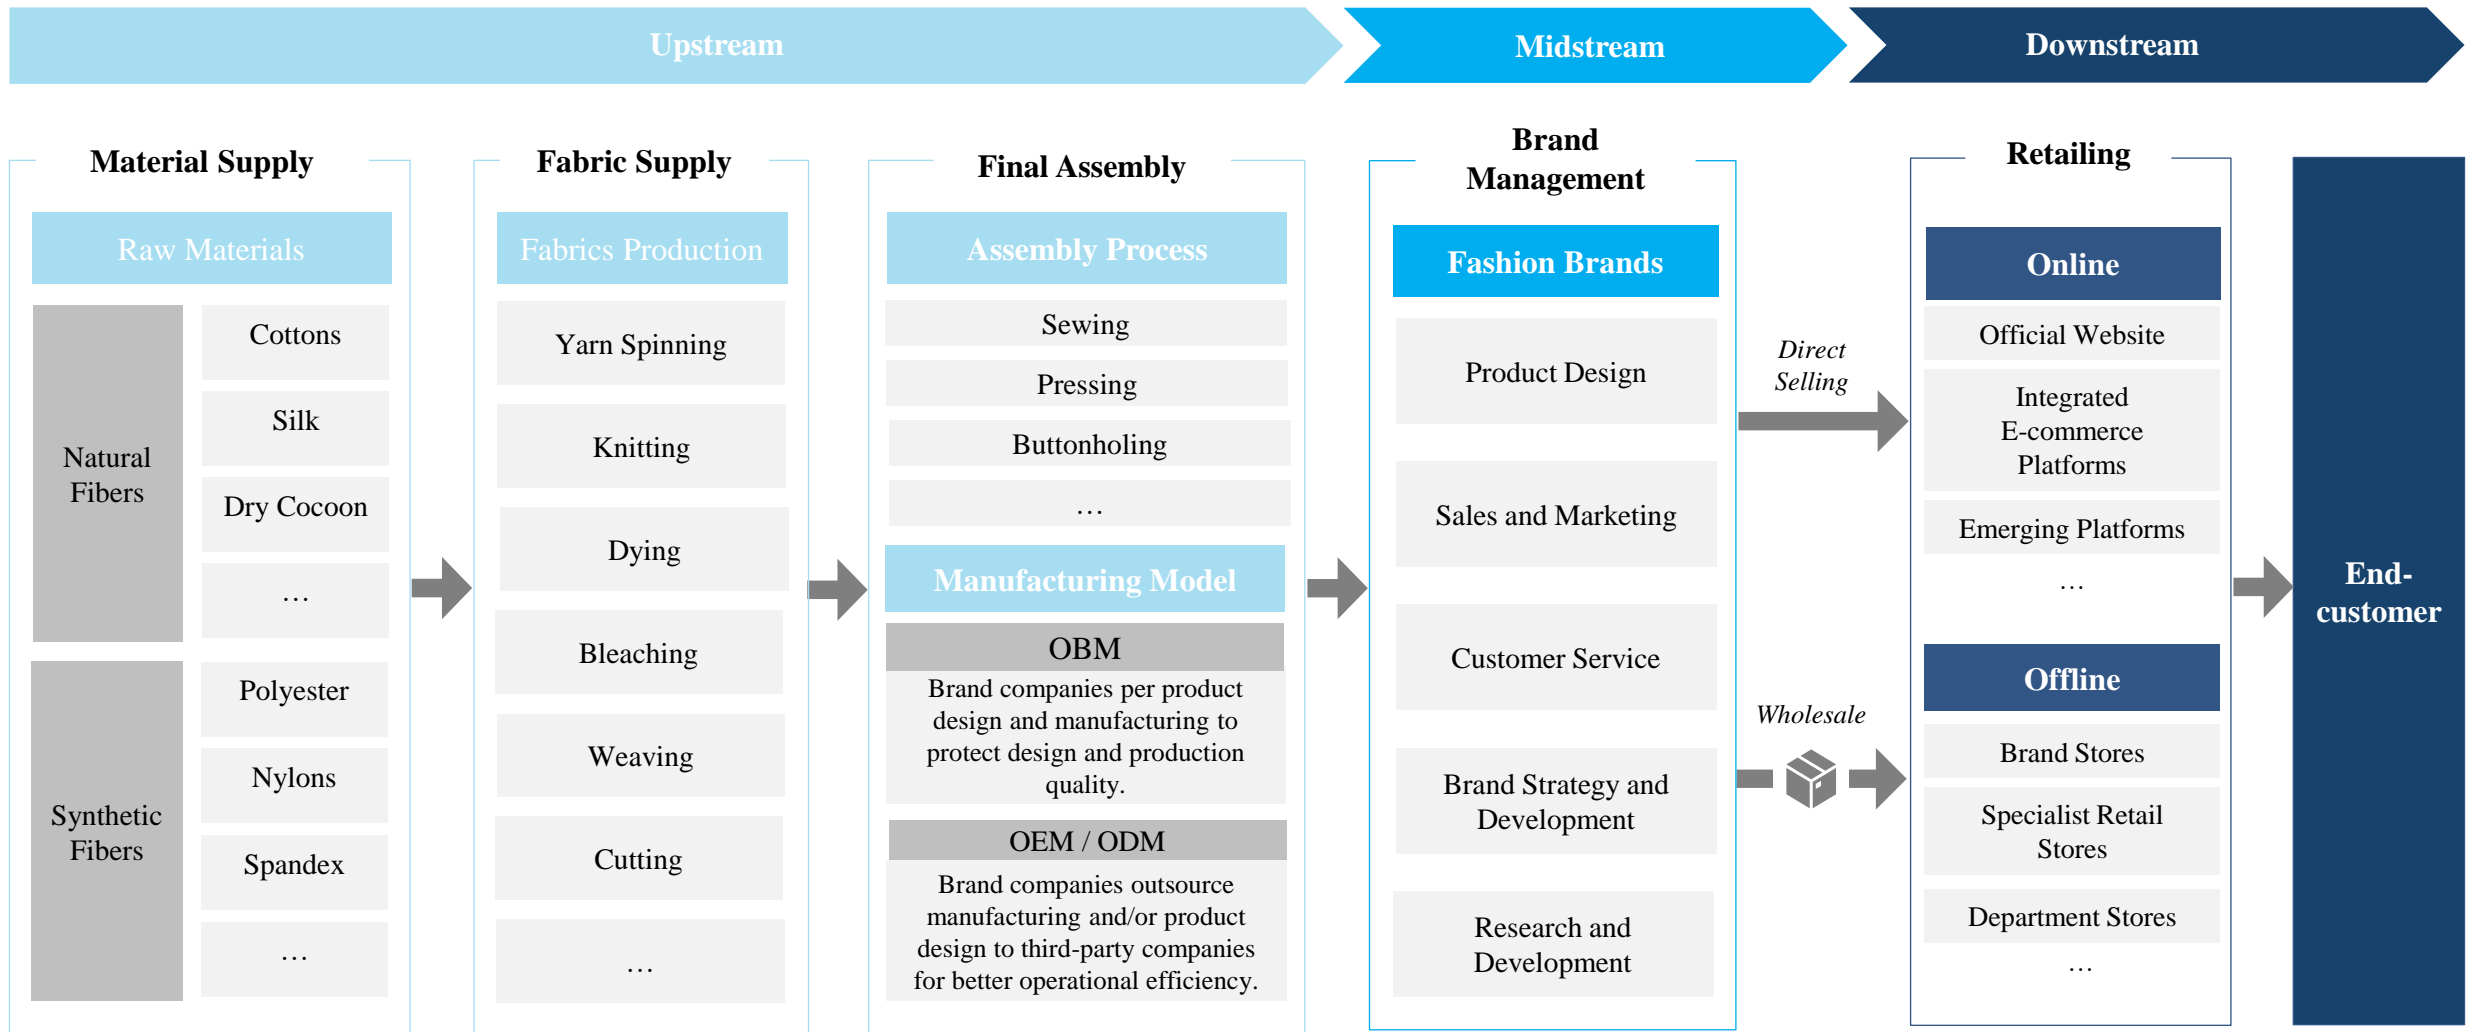 Upstream
Midstream
Downstream
Material Supply
Raw Materials
Natural
Fibers
Cottons
Silk
Dry Cocoon
…
Synthetic
Fibers
Polyester
Nylons
Spandex
…
Fabric Supply
Fabrics Production
Yarn Spinning
Knitting
Dying
Bleaching
Weaving
Cutting
…
Final Assembly
Assembly Process
Sewing
Pressing
Buttonholing
…
Manufacturing Model
OBM
Brand companies per product
design and manufacturing to
protect design and production
quality.
OEM / ODM
Brand companies outsource
manufacturing and/or product
design to third-party companies
for better operational efficiency.
Brand
Management
Fashion Brands
Product Design
Sales and Marketing
Customer Service
Brand Strategy and
Development
Research and
Development
Direct
Selling
Wholesale
Retailing
Online
Official Website
Integrated
E-commerce
Platforms
Emerging Platforms
…
Offline
Brand Stores
Specialist Retail
Stores
Department Stores
…
End-
customer